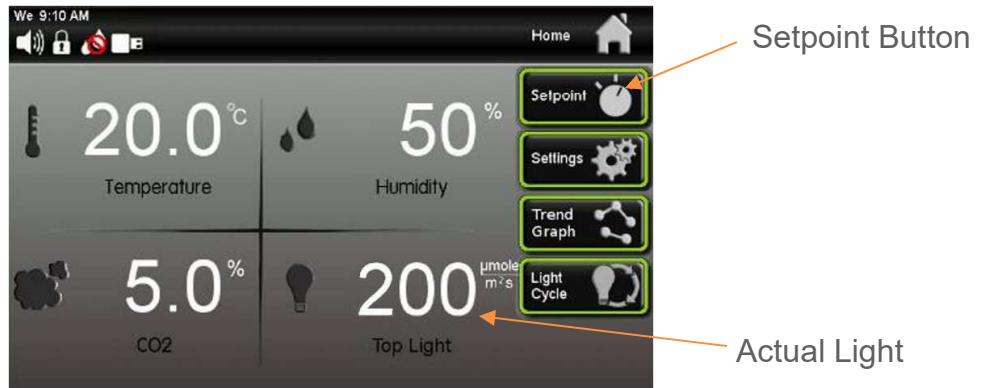 We 9:10 AM
Home
Setpoint Button
Setpoint
20.0°C
50%
Settings
Temperature
Humidity
Trend
Graph
5.0%
200 µmole
m²s
Light
Cycle
CO2
Top Light
Actual Light